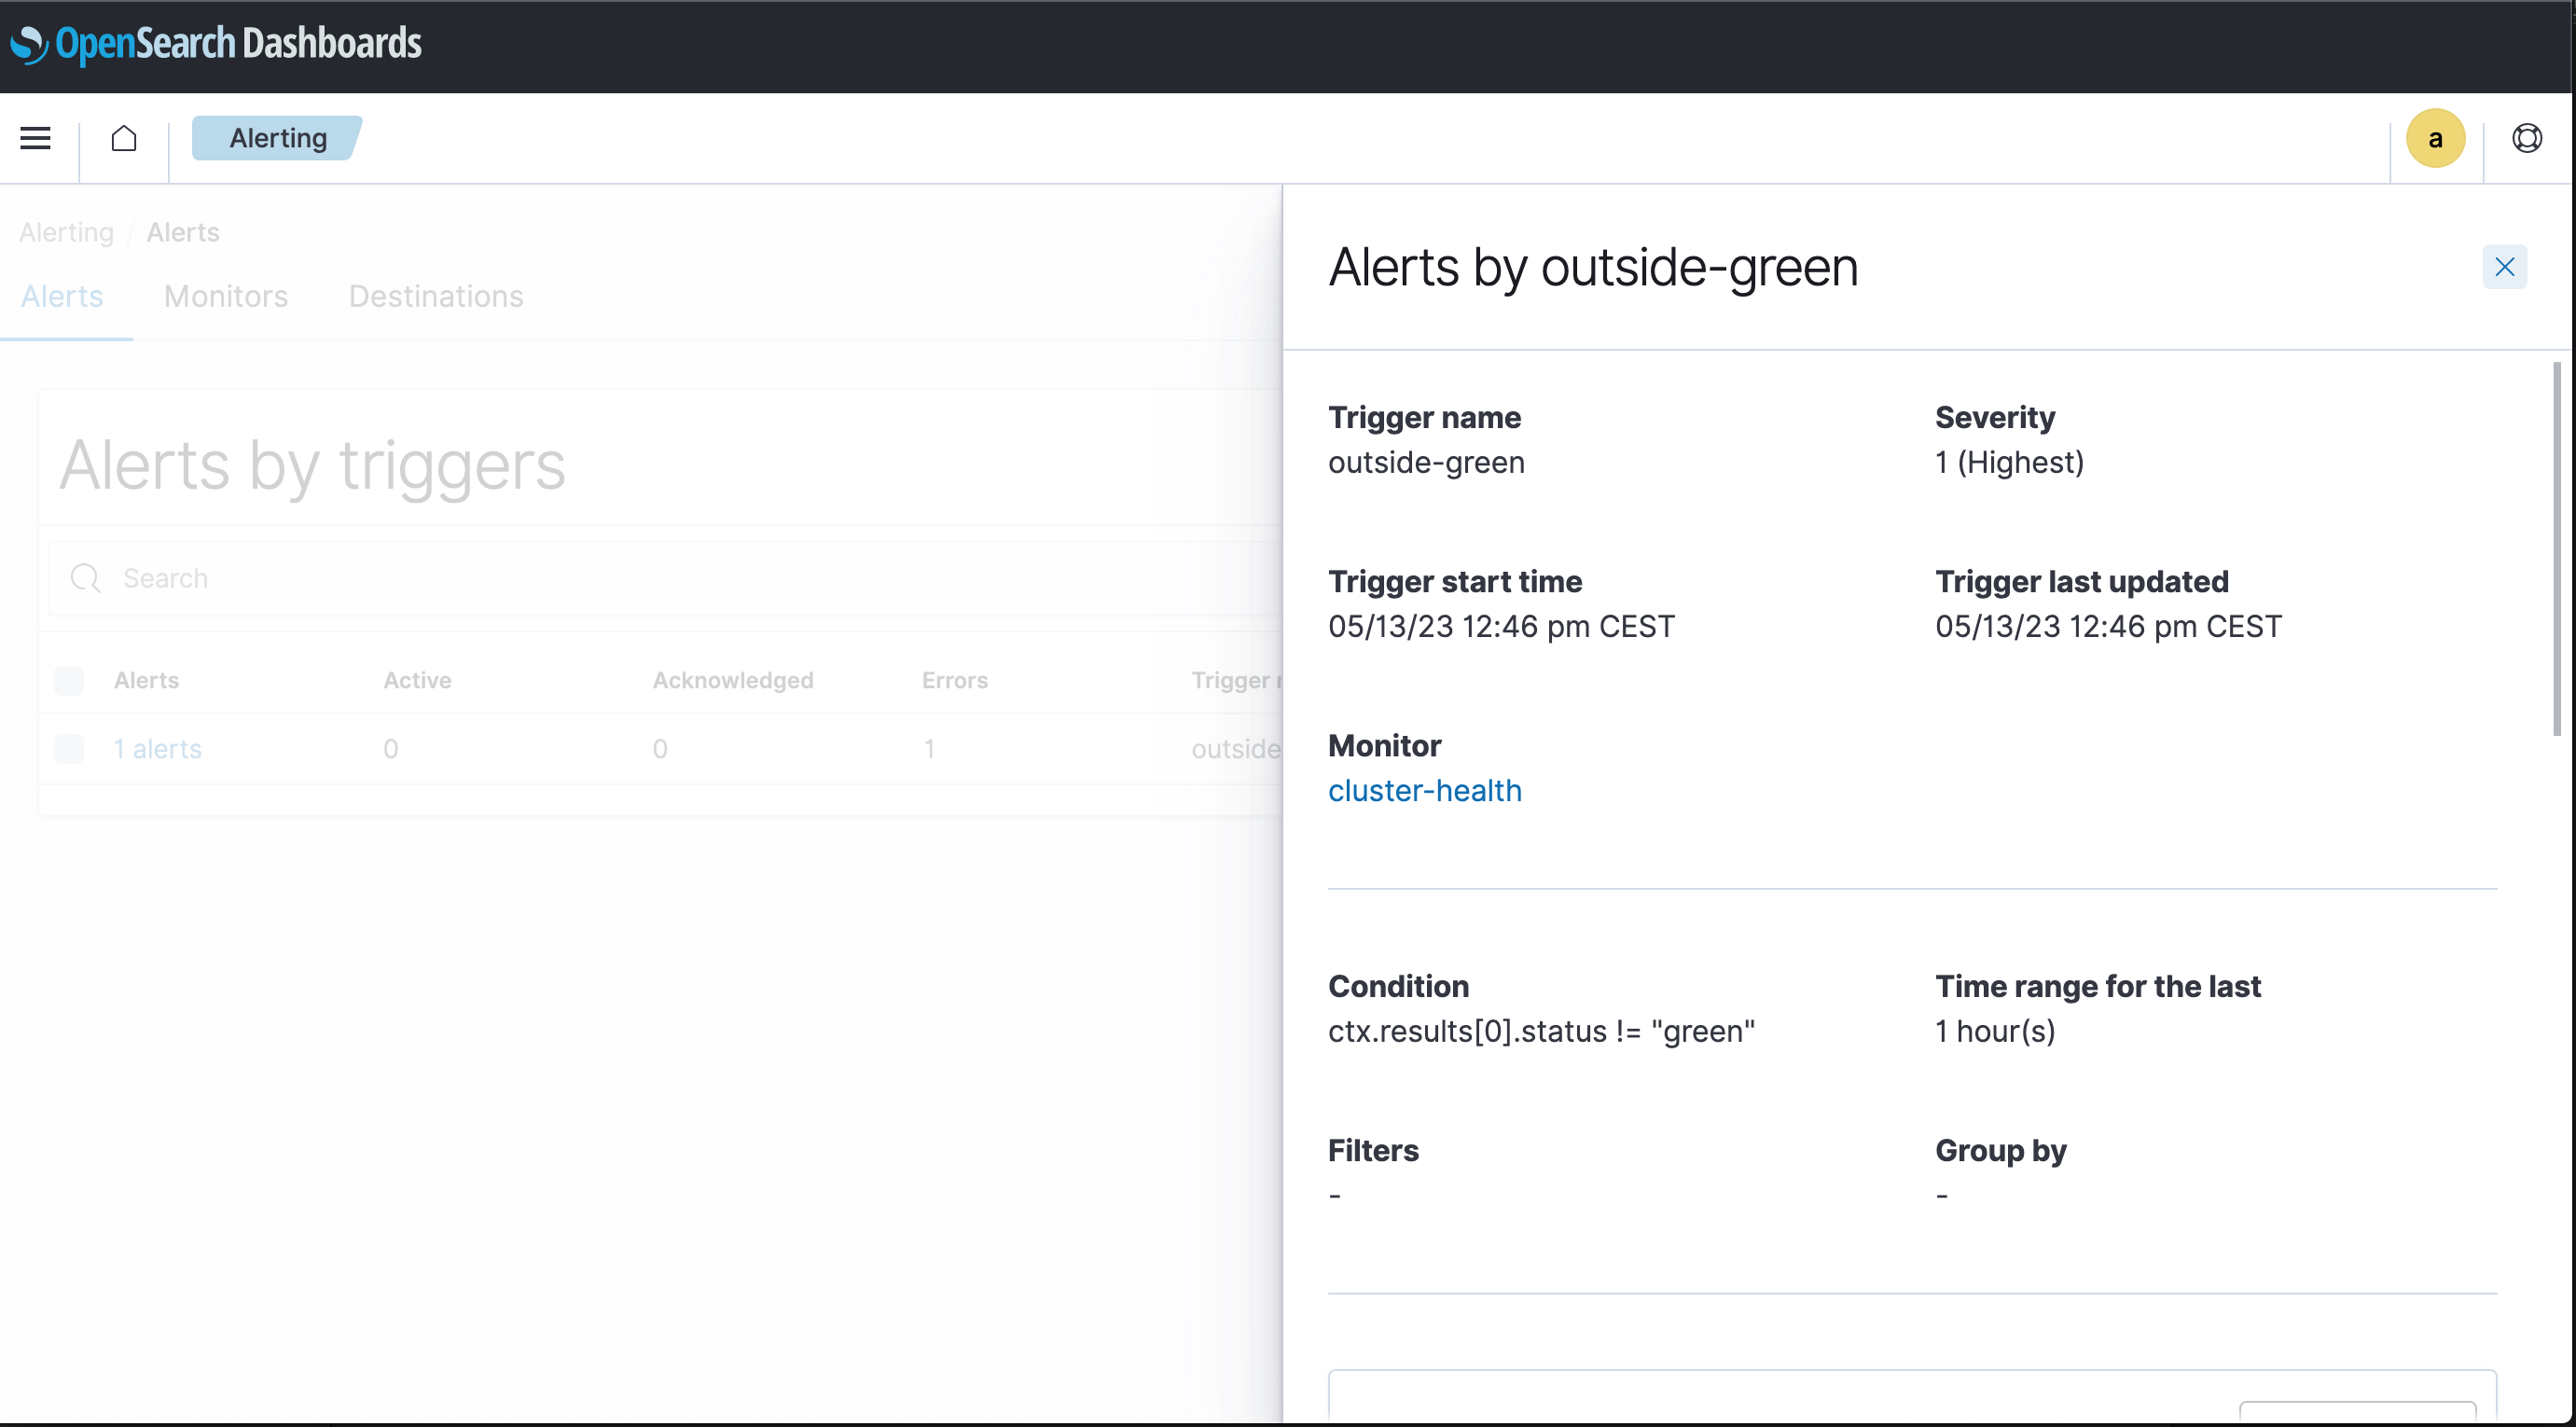 OpenSearch Dashboards
Alerting
a
Alerting / Alerts
Alerts Monitors Destinations
Alerts by triggers
Search
Alerts Active Acknowledged Errors Trigger
1 alerts 0 0 1 outside
Alerts by outside-green
Trigger name Severity
outside-green 1 (Highest)
Trigger start time Trigger last updated
05/13/23 12:46 pm CEST 05/13/23 12:46 pm CEST
Monitor
cluster-health
Condition Time range for the last
ctx.results[0].status != "green" 1 hour(s)
Filters Group by
- -